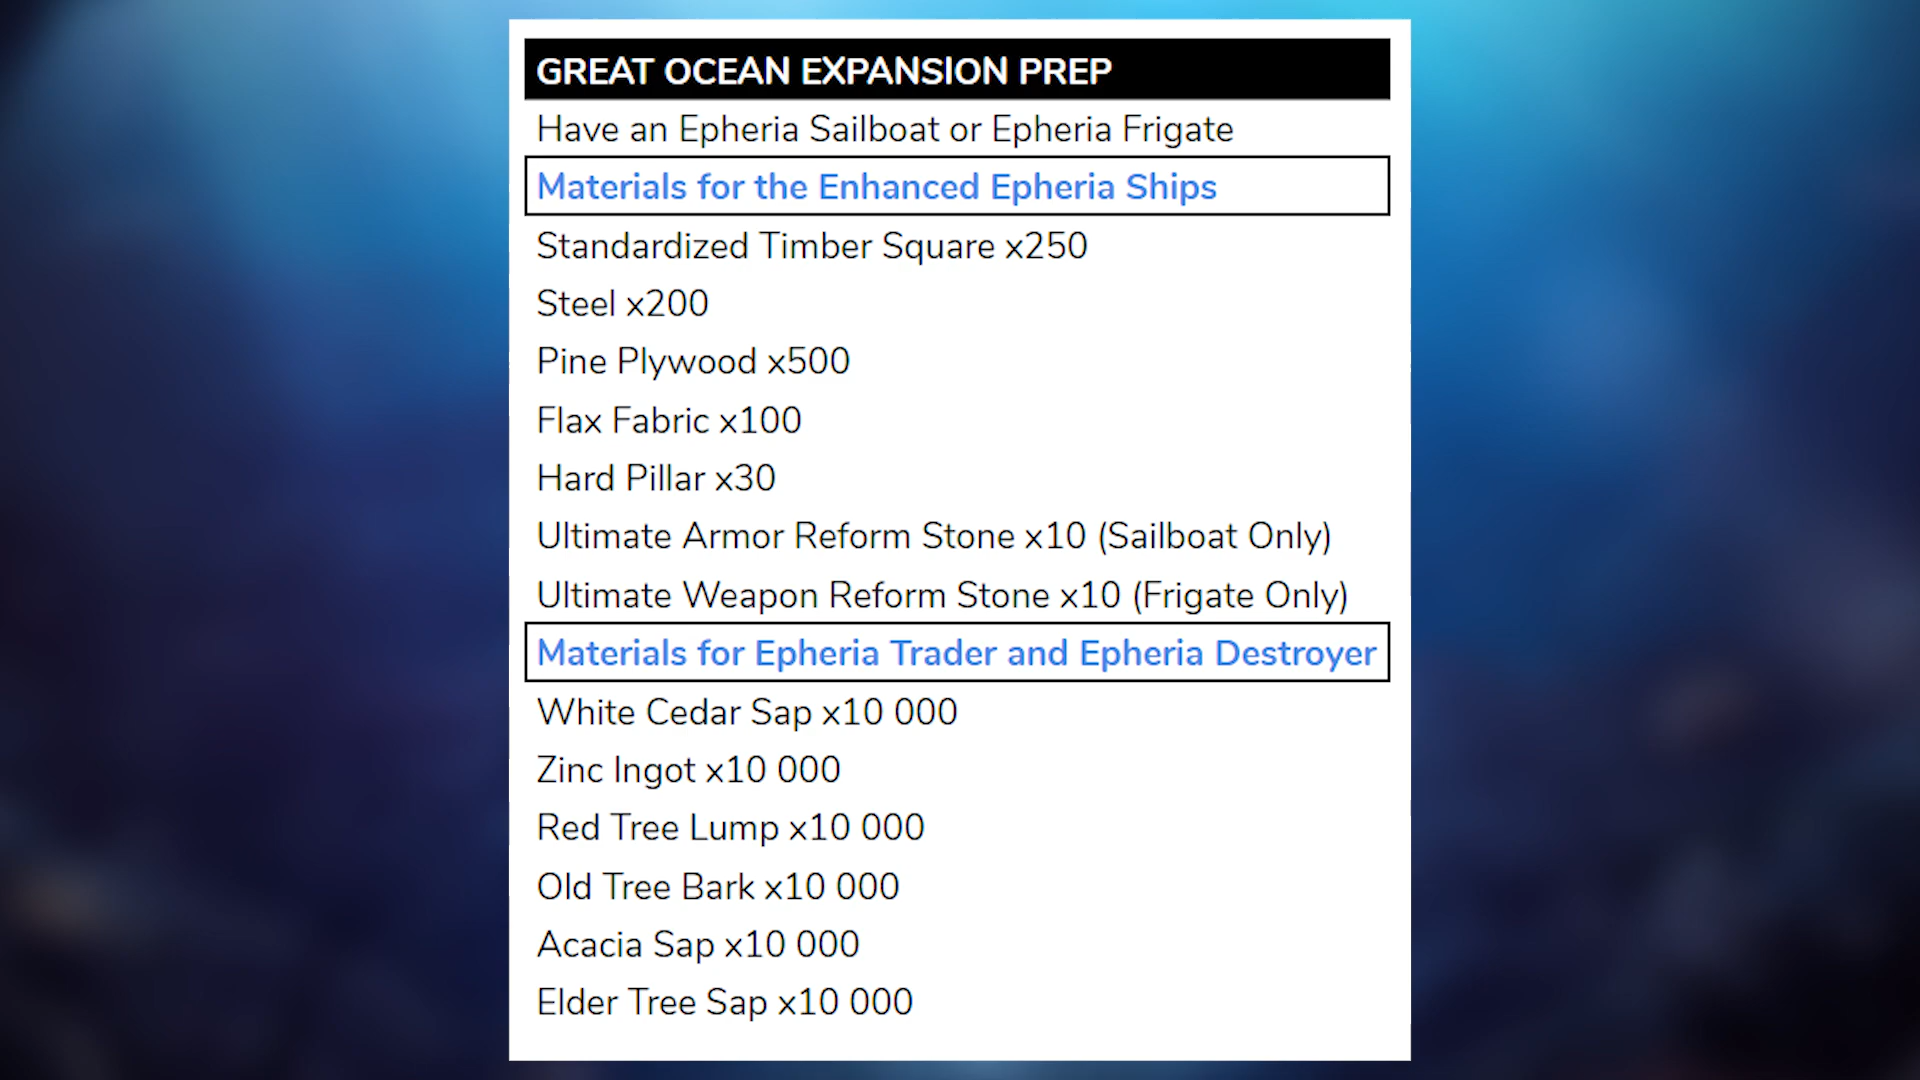 GREAT OCEAN EXPANSION PREP
Have an Epheria Sailboat or Epheria Frigate
Materials for the Enhanced Epheria Ships
Standardized Timber Square x250
Steel x200
Pine Plywood x500
Flax Fabric x100
Hard Pillar x30
Ultimate Armor Reform Stone x10 (Sailboat Only)
Ultimate Weapon Reform Stone x10 (Frigate Only)
Materials for Epheria Trader and Epheria Destroyer
White Cedar Sap x10 000
Zinc Ingot x10 000
Red Tree Lump x10 000
Old Tree Bark x10 000
Acacia Sap x10 000
Elder Tree Sap x10 000